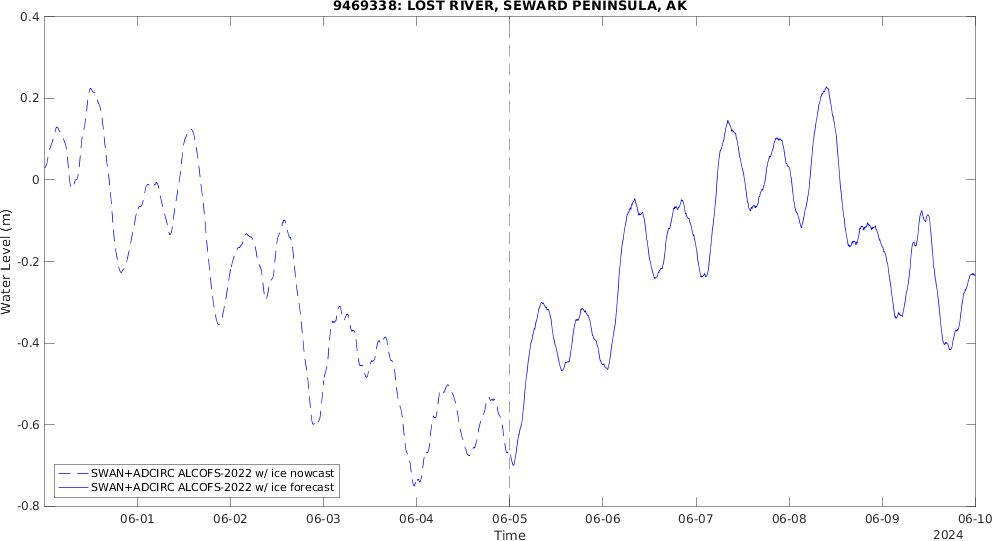 9469338: LOST RIVER, SEWARD PENINSULA, AK
0.4
0.2
0
-0.2
-0.4
-0.6
-0.8
Water Level (m)
SWAN+ADCIRC ALCOFS-2022 w/ ice nowcast
SWAN+ADCIRC ALCOFS-2022 w/ ice forecast
06-01 06-02 06-03 06-04 06-05 06-06 06-07 06-08 06-09 06-10
Time
2024